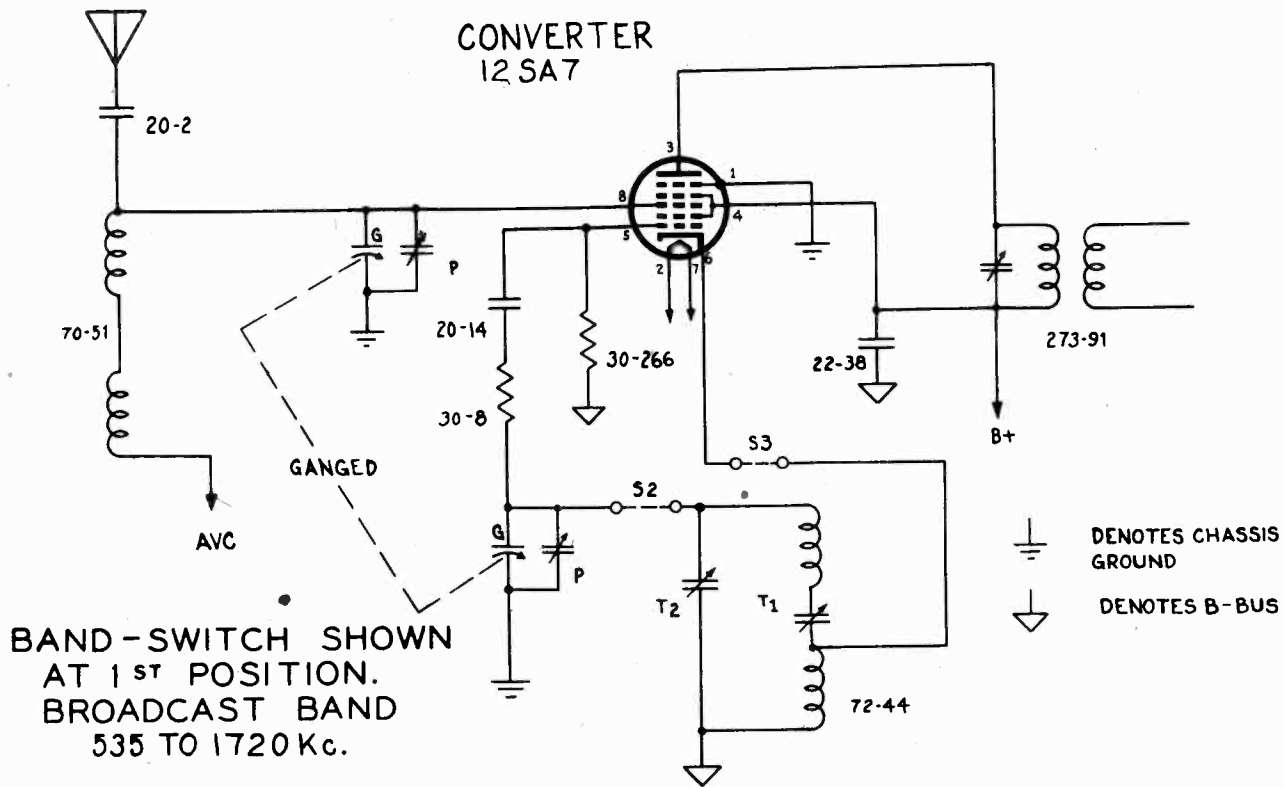 CONVERTER
12SA7
20-2
3
1
8
4
5
G
P
2
7
6
20-14
30-266
22-38
273-91
70-51
30-8
B+
S3
GANGED
S2
AVC
G
P
T2
T1
DENOTES CHASSIS
GROUND
DENOTES B-BUS
72-44
BAND-SWITCH SHOWN
AT 1ST POSITION.
BROADCAST BAND
535 TO 1720 Kc.